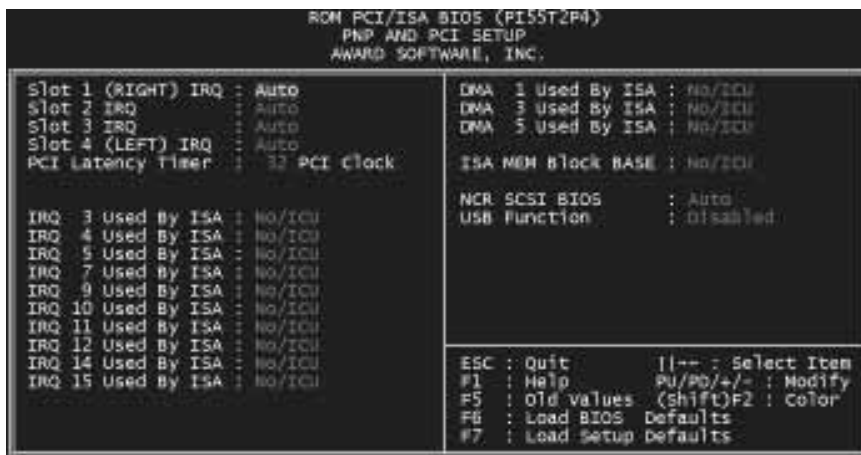 ROM PCI/ISA BIOS (PI55T2P4)
PNP AND PCI SETUP
AWARD SOFTWARE, INC.
Slot 1 (RIGHT) IRQ : Auto
Slot 2 IRQ : Auto
Slot 3 IRQ : Auto
Slot 4 (LEFT) IRQ : Auto
PCI Latency Timer : 32 PCI Clock
IRQ 3 Used By ISA : No/ICU
IRQ 4 Used By ISA : No/ICU
IRQ 5 Used By ISA : No/ICU
IRQ 7 Used By ISA : No/ICU
IRQ 9 Used By ISA : No/ICU
IRQ 10 Used By ISA : No/ICU
IRQ 11 Used By ISA : No/ICU
IRQ 12 Used By ISA : No/ICU
IRQ 14 Used By ISA : No/ICU
IRQ 15 Used By ISA : No/ICU
DMA 1 Used By ISA : No/ICU
DMA 3 Used By ISA : No/ICU
DMA 5 Used By ISA : No/ICU
ISA MEM Block BASE : No/ICU
NCR SCSI BIOS : Auto
USB Function : Disabled
ESC : Quit ||-- : Select Item
F1 : Help PU/PD/+/- : Modify
F5 : Old Values (Shift)F2 : Color
F6 : Load BIOS Defaults
F7 : Load Setup Defaults